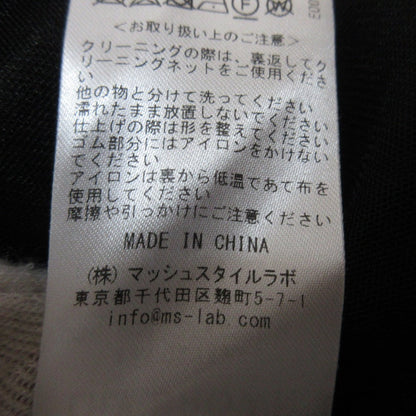 <お取り扱い上のご注意>
クリーニングの際は、裏返してク
リーニングネットをご使用くださ
い
他の物と分けて洗ってください
濡れたまま放置しないでください
仕上げの際は形を整えてください
ゴム部分にはアイロンをかけない
でください
アイロンは裏から低温であて布を
使用してください
摩擦や引っかけにご注意ください
MADE IN CHINA
(株) マッシュスタイルラボ
東京都千代田区麹町5-7-1
info@ms-lab.com